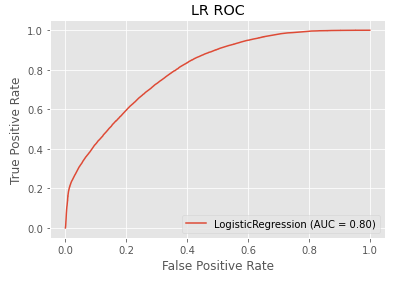 LR ROC
True Positive Rate
1.0
0.8
0.6
0.4
0.2
0.0
LogisticRegression (AUC = 0.80)
0.0 0.2 0.4 0.6 0.8 1.0
False Positive Rate